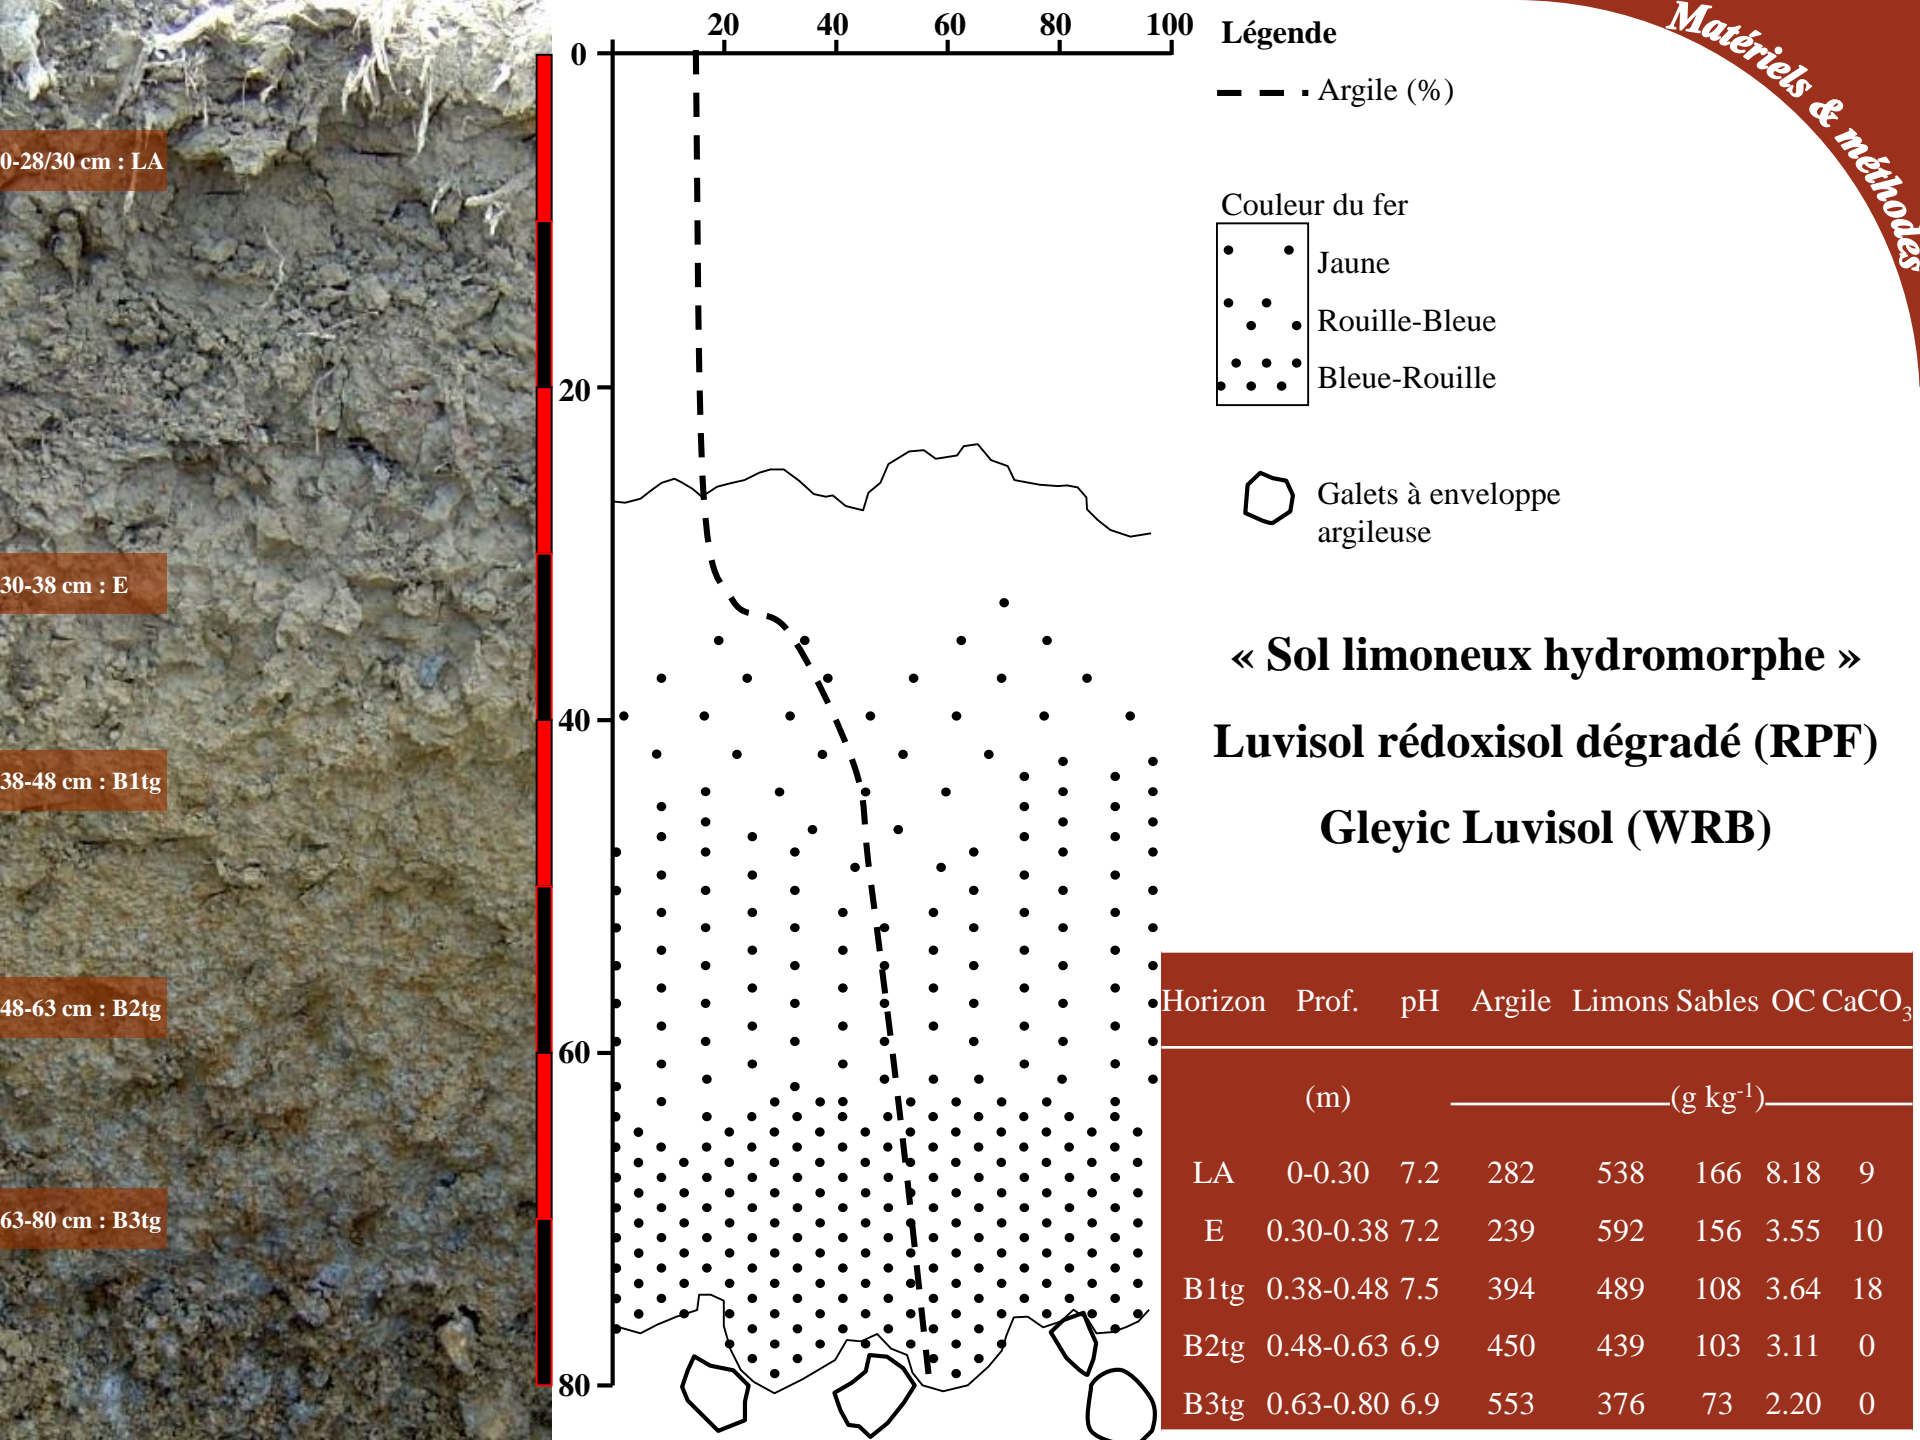 Matériels & méthodes
0-28/30 cm : LA
30-38 cm : E
38-48 cm : B1tg
48-63 cm : B2tg
63-80 cm : B3tg
20 40 60 80 100
0
20
40
60
80
Légende
Argile (%)
Couleur du fer
Jaune
Rouille-Bleue
Bleue-Rouille
Galets à enveloppe
argileuse
« Sol limoneux hydromorphe »
Luvisol rédoxisol dégradé (RPF)
Gleyic Luvisol (WRB)
Horizon Prof. pH Argile Limons Sables OC CaCO₃
(m) (g kg⁻¹)
LA 0-0.30 7.2 282 538 166 8.18 9
E 0.30-0.38 7.2 239 592 156 3.55 10
B1tg 0.38-0.48 7.5 394 489 108 3.64 18
B2tg 0.48-0.63 6.9 450 439 103 3.11 0
B3tg 0.63-0.80 6.9 553 376 73 2.20 0